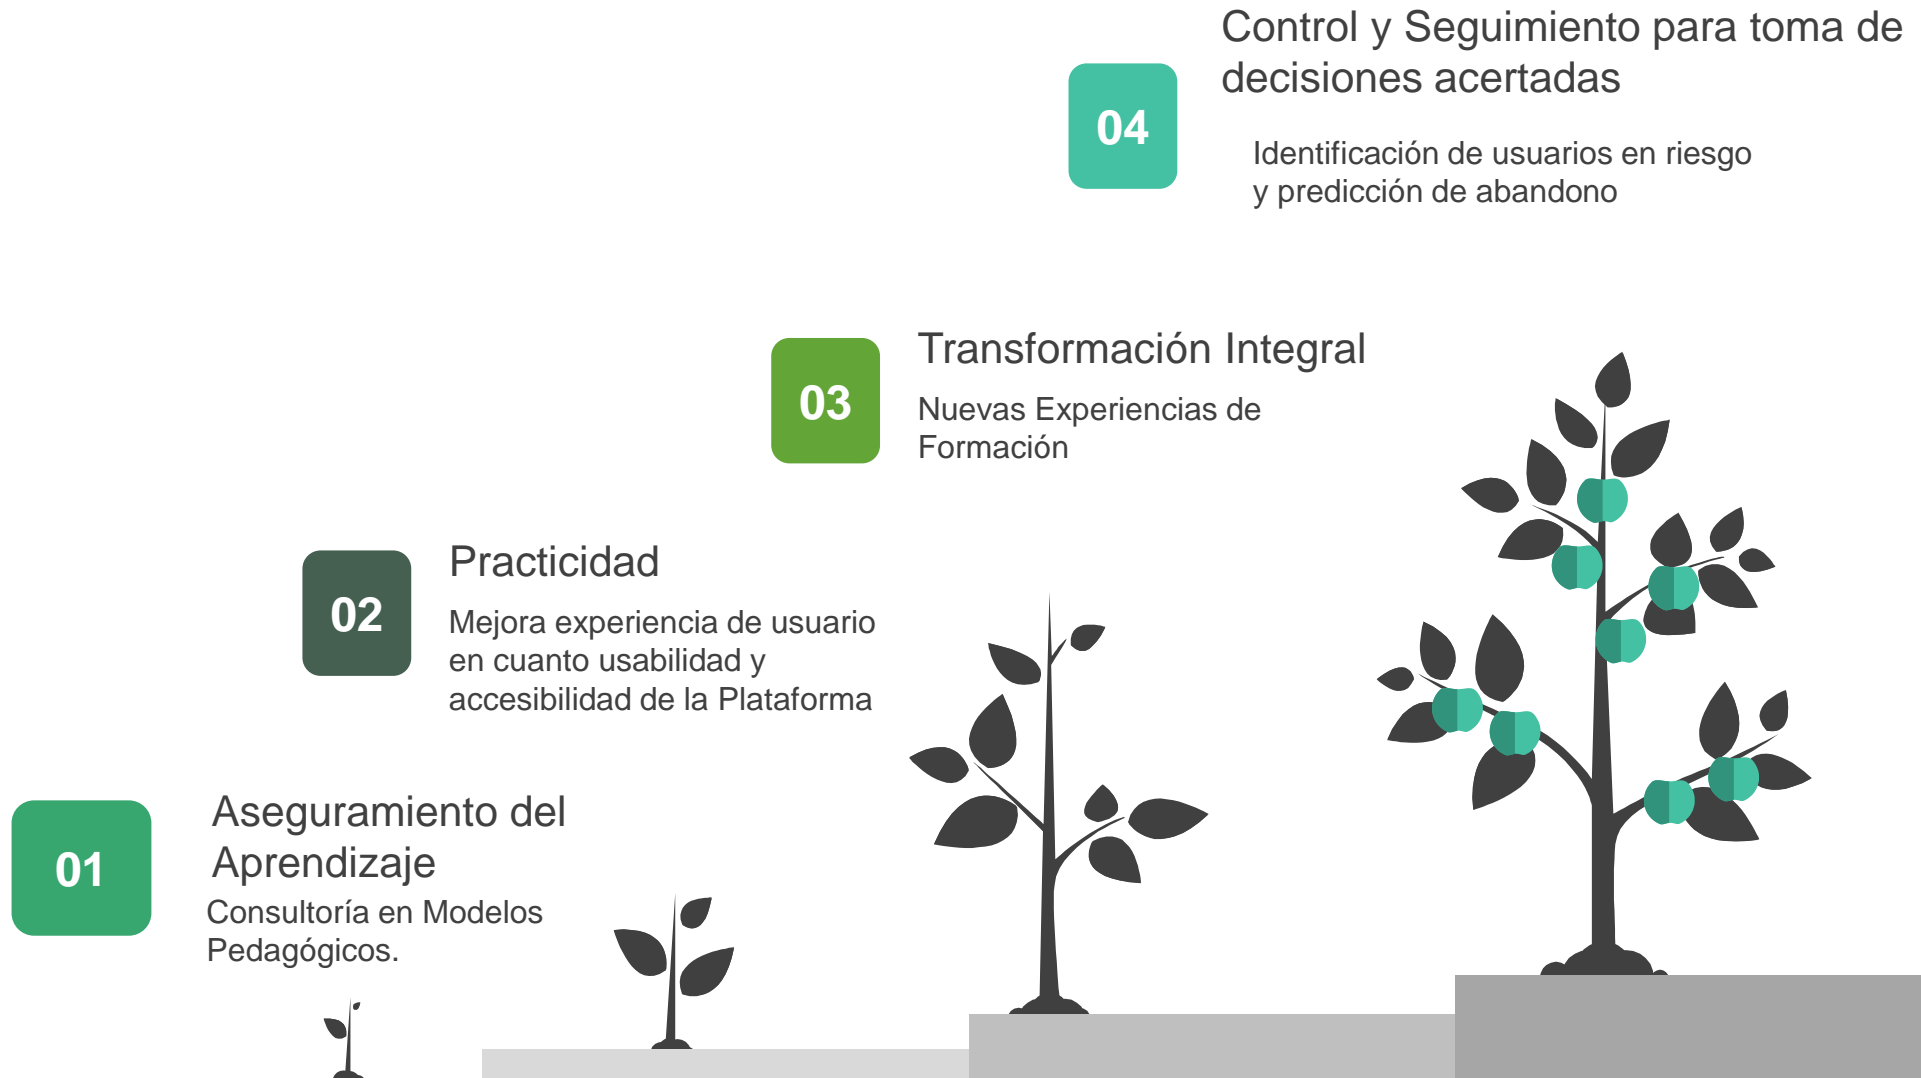 Control y Seguimiento para toma de
decisiones acertadas
04
Identificación de usuarios en riesgo
y predicción de abandono
03
Transformación Integral
Nuevas Experiencias de
Formación
02
Practicidad
Mejora experiencia de usuario
en cuanto usabilidad y
accesibilidad de la Plataforma
01
Aseguramiento del
Aprendizaje
Consultoría en Modelos
Pedagógicos.